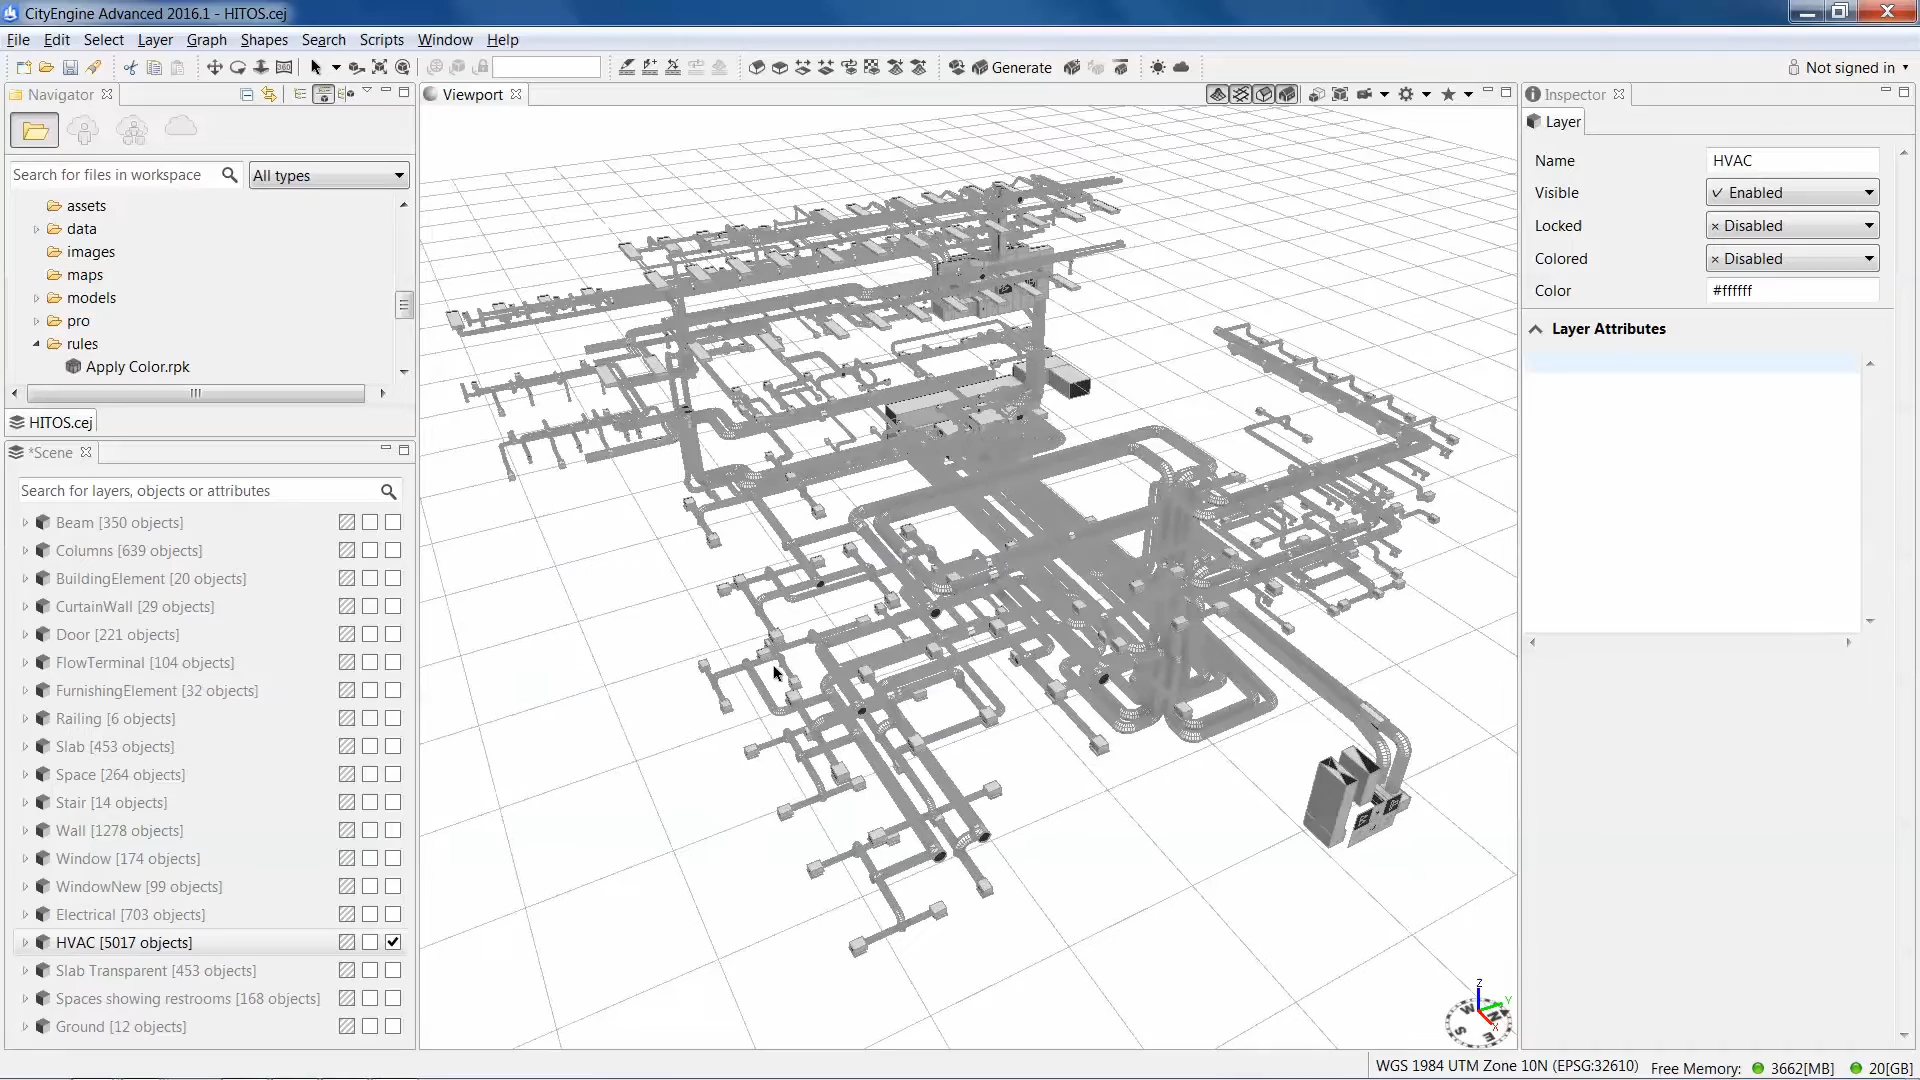 CityEngine Advanced 2016.1 - HITOS.cej
File Edit Select Layer Graph Shapes Search Scripts Window Help
Generate
Not signed in
Navigator
Viewport
Inspector
Layer
Search for files in workspace
All types
assets
data
images
maps
models
pro
rules
Apply Color.rpk
HITOS.cej
*Scene
Search for layers, objects or attributes
Beam [350 objects]
Columns [639 objects]
BuildingElement [20 objects]
CurtainWall [29 objects]
Door [221 objects]
FlowTerminal [104 objects]
FurnishingElement [32 objects]
Railing [6 objects]
Slab [453 objects]
Space [264 objects]
Stair [14 objects]
Wall [1278 objects]
Window [174 objects]
WindowNew [99 objects]
Electrical [703 objects]
HVAC [5017 objects]
Slab Transparent [453 objects]
Spaces showing restrooms [168 objects]
Ground [12 objects]
Name HVAC
Visible ✓ Enabled
Locked × Disabled
Colored × Disabled
Color #ffffff
Layer Attributes
Z
Y
X
W
N
S
E
WGS 1984 UTM Zone 10N (EPSG:32610) Free Memory: 3662[MB] 20[GB]